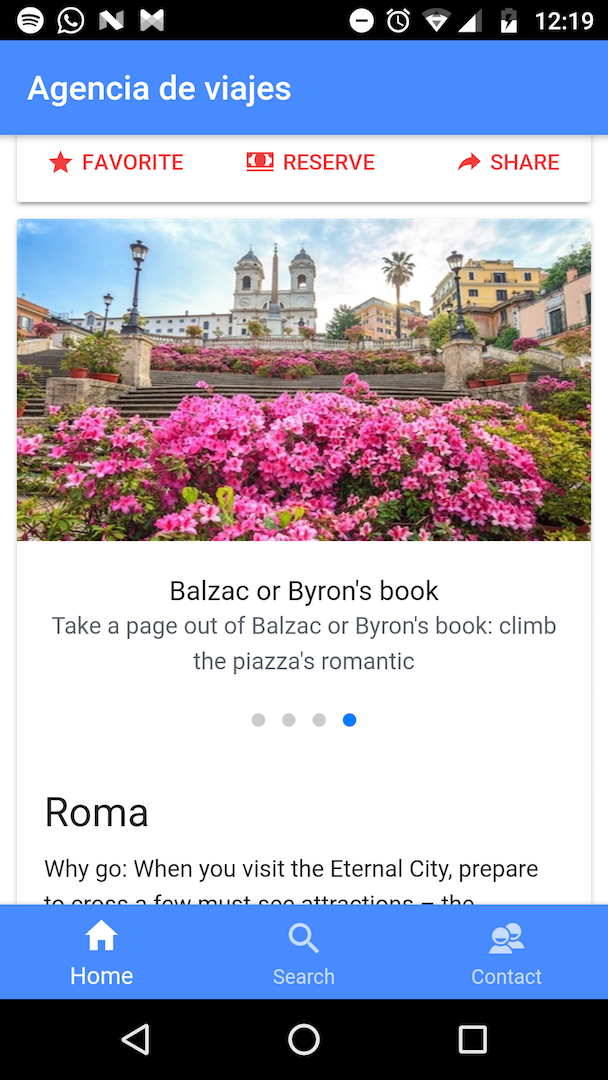 12:19
Agencia de viajes
FAVORITE RESERVE SHARE
Balzac or Byron's book
Take a page out of Balzac or Byron's book: climb
the piazza's romantic
Roma
Why go: When you visit the Eternal City, prepare
to cross a few must-see attractions – the
Home Search Contact